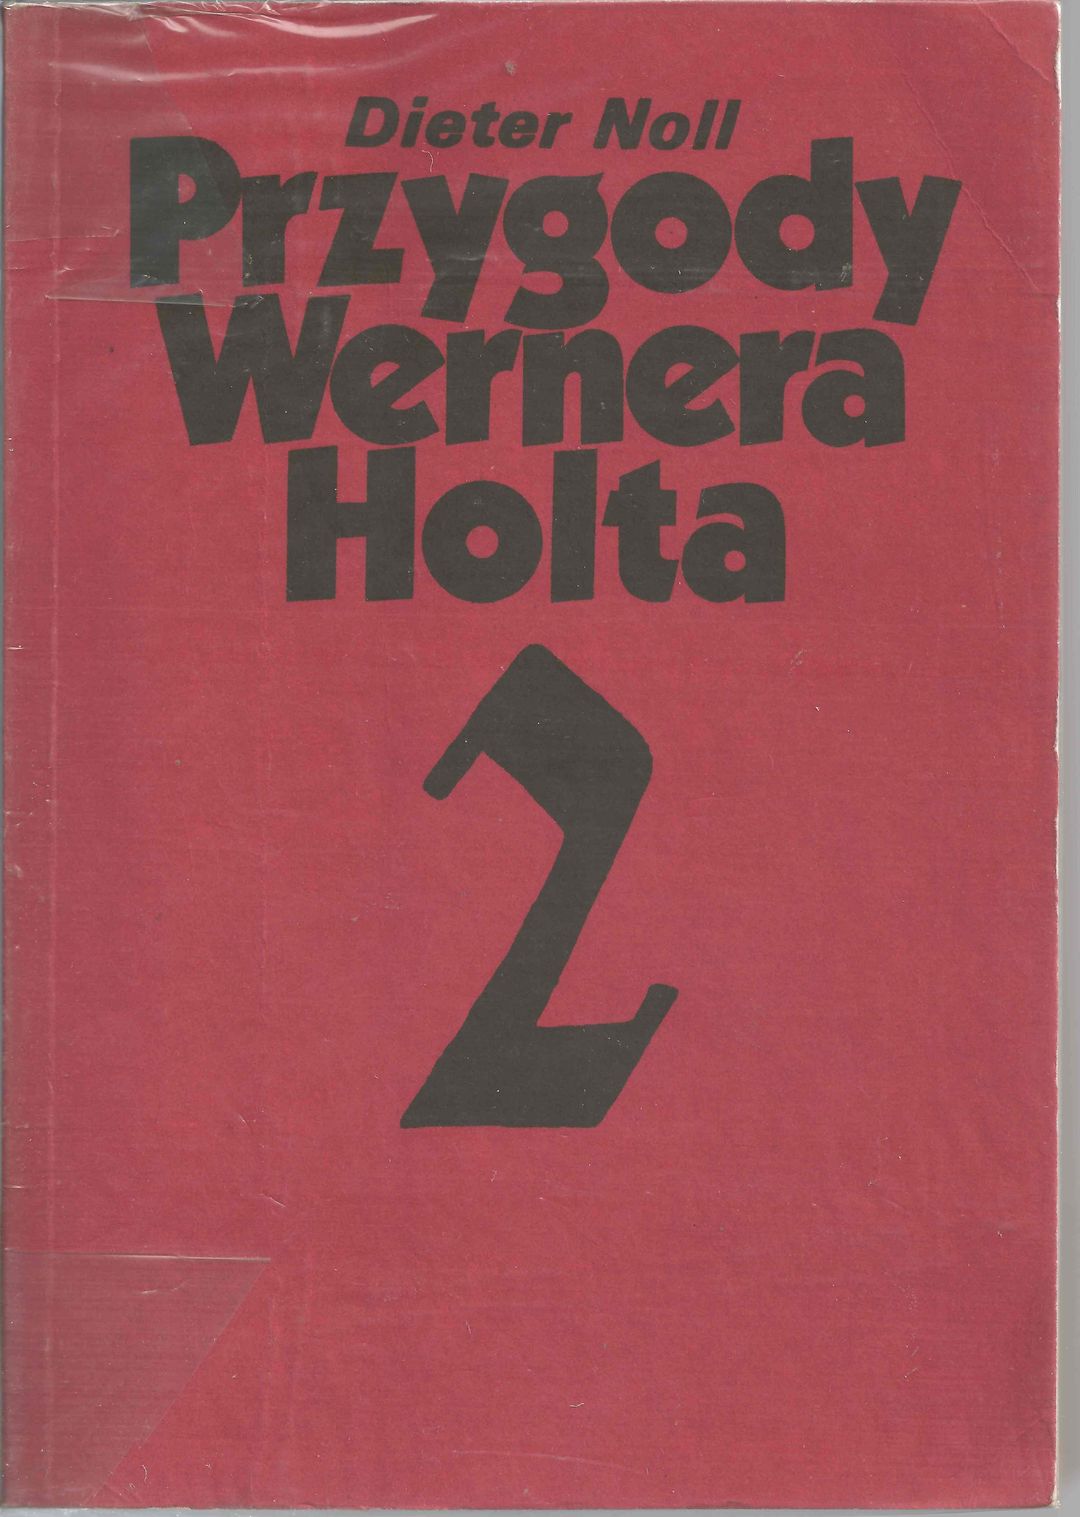 Dieter Noll
Przygody
Wernera
Holta
2